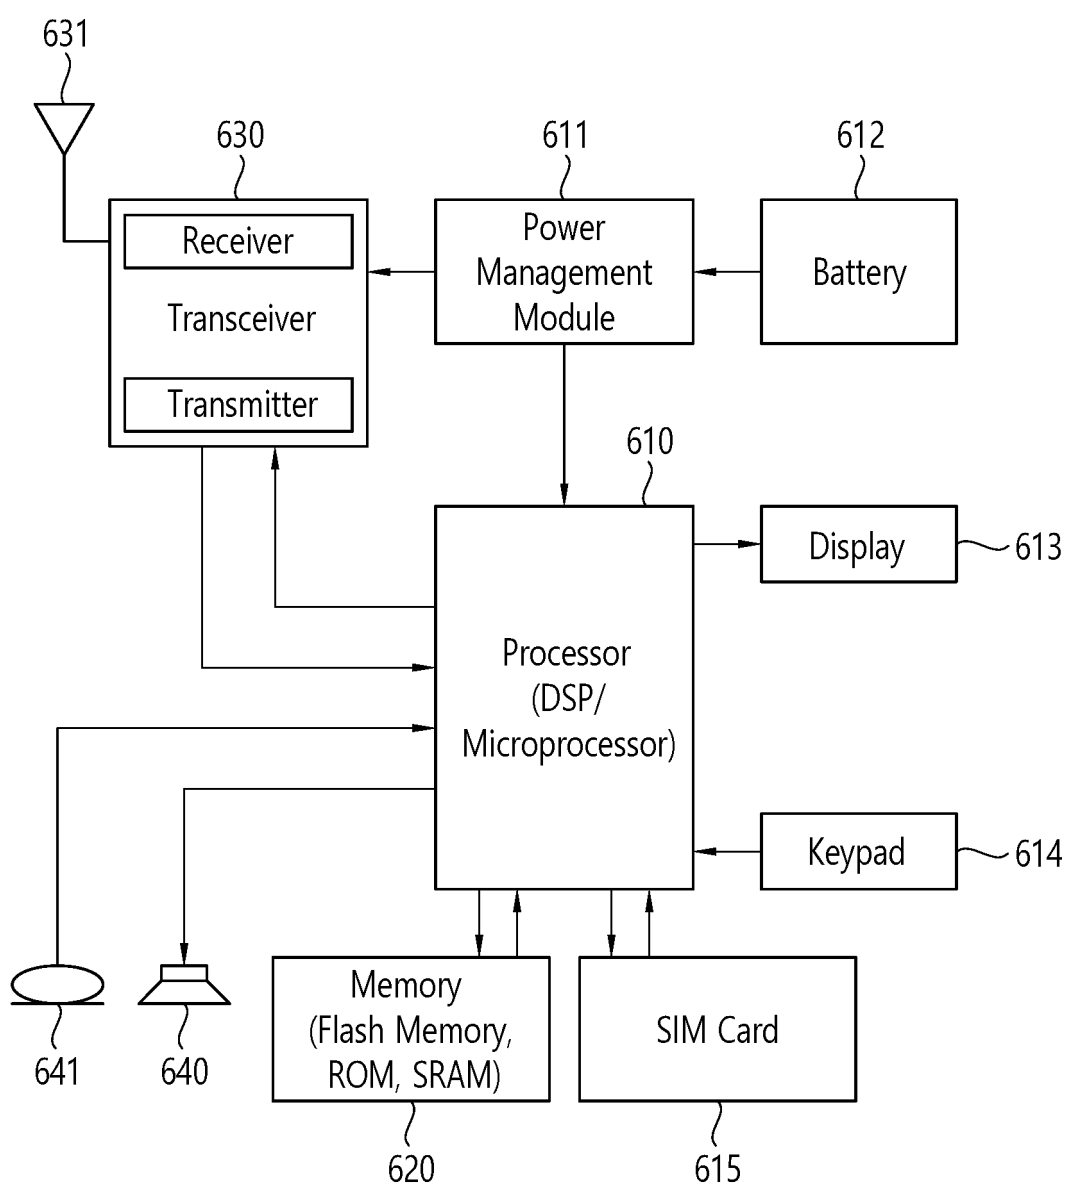 631
630
611
612
Receiver
Transceiver
Transmitter
Power
Management
Module
Battery
610
Processor
(DSP/
Microprocessor)
Display
613
Keypad
614
641
640
Memory
(Flash Memory,
ROM, SRAM)
620
SIM Card
615